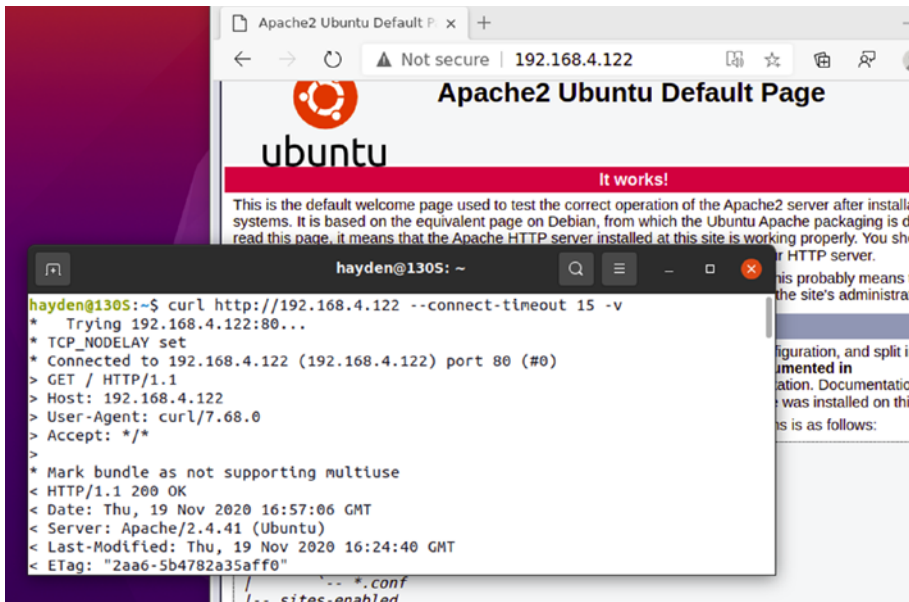 Apache2 Ubuntu Default P
Not secure 192.168.4.122
Apache2 Ubuntu Default Page
ubuntu
It works!
This is the default welcome page used to test the correct operation of the Apache2 server after
systems. It is based on the equivalent page on Debian, from which the Ubuntu Apache packaging is
read this page, it means that the Apache HTTP server installed at this site is working properly. You
HTTP server.
probably means
the site's
figuration, and split
umented in
ation.
was installed on
is as follows:
hayden@130S: ~
hayden@130S:~$ curl http://192.168.4.122 --connect-timeout 15 -v
* Trying 192.168.4.122:80...
* TCP_NODELAY set
* Connected to 192.168.4.122 (192.168.4.122) port 80 (#0)
> GET / HTTP/1.1
> Host: 192.168.4.122
> User-Agent: curl/7.68.0
> Accept: */*
>
* Mark bundle as not supporting multiuse
< HTTP/1.1 200 OK
< Date: Thu, 19 Nov 2020 16:57:06 GMT
< Server: Apache/2.4.41 (Ubuntu)
< Last-Modified: Thu, 19 Nov 2020 16:24:40 GMT
< ETag: "2aa6-5b4782a35aff0"
| `-- *.conf
|-- sites-enabled